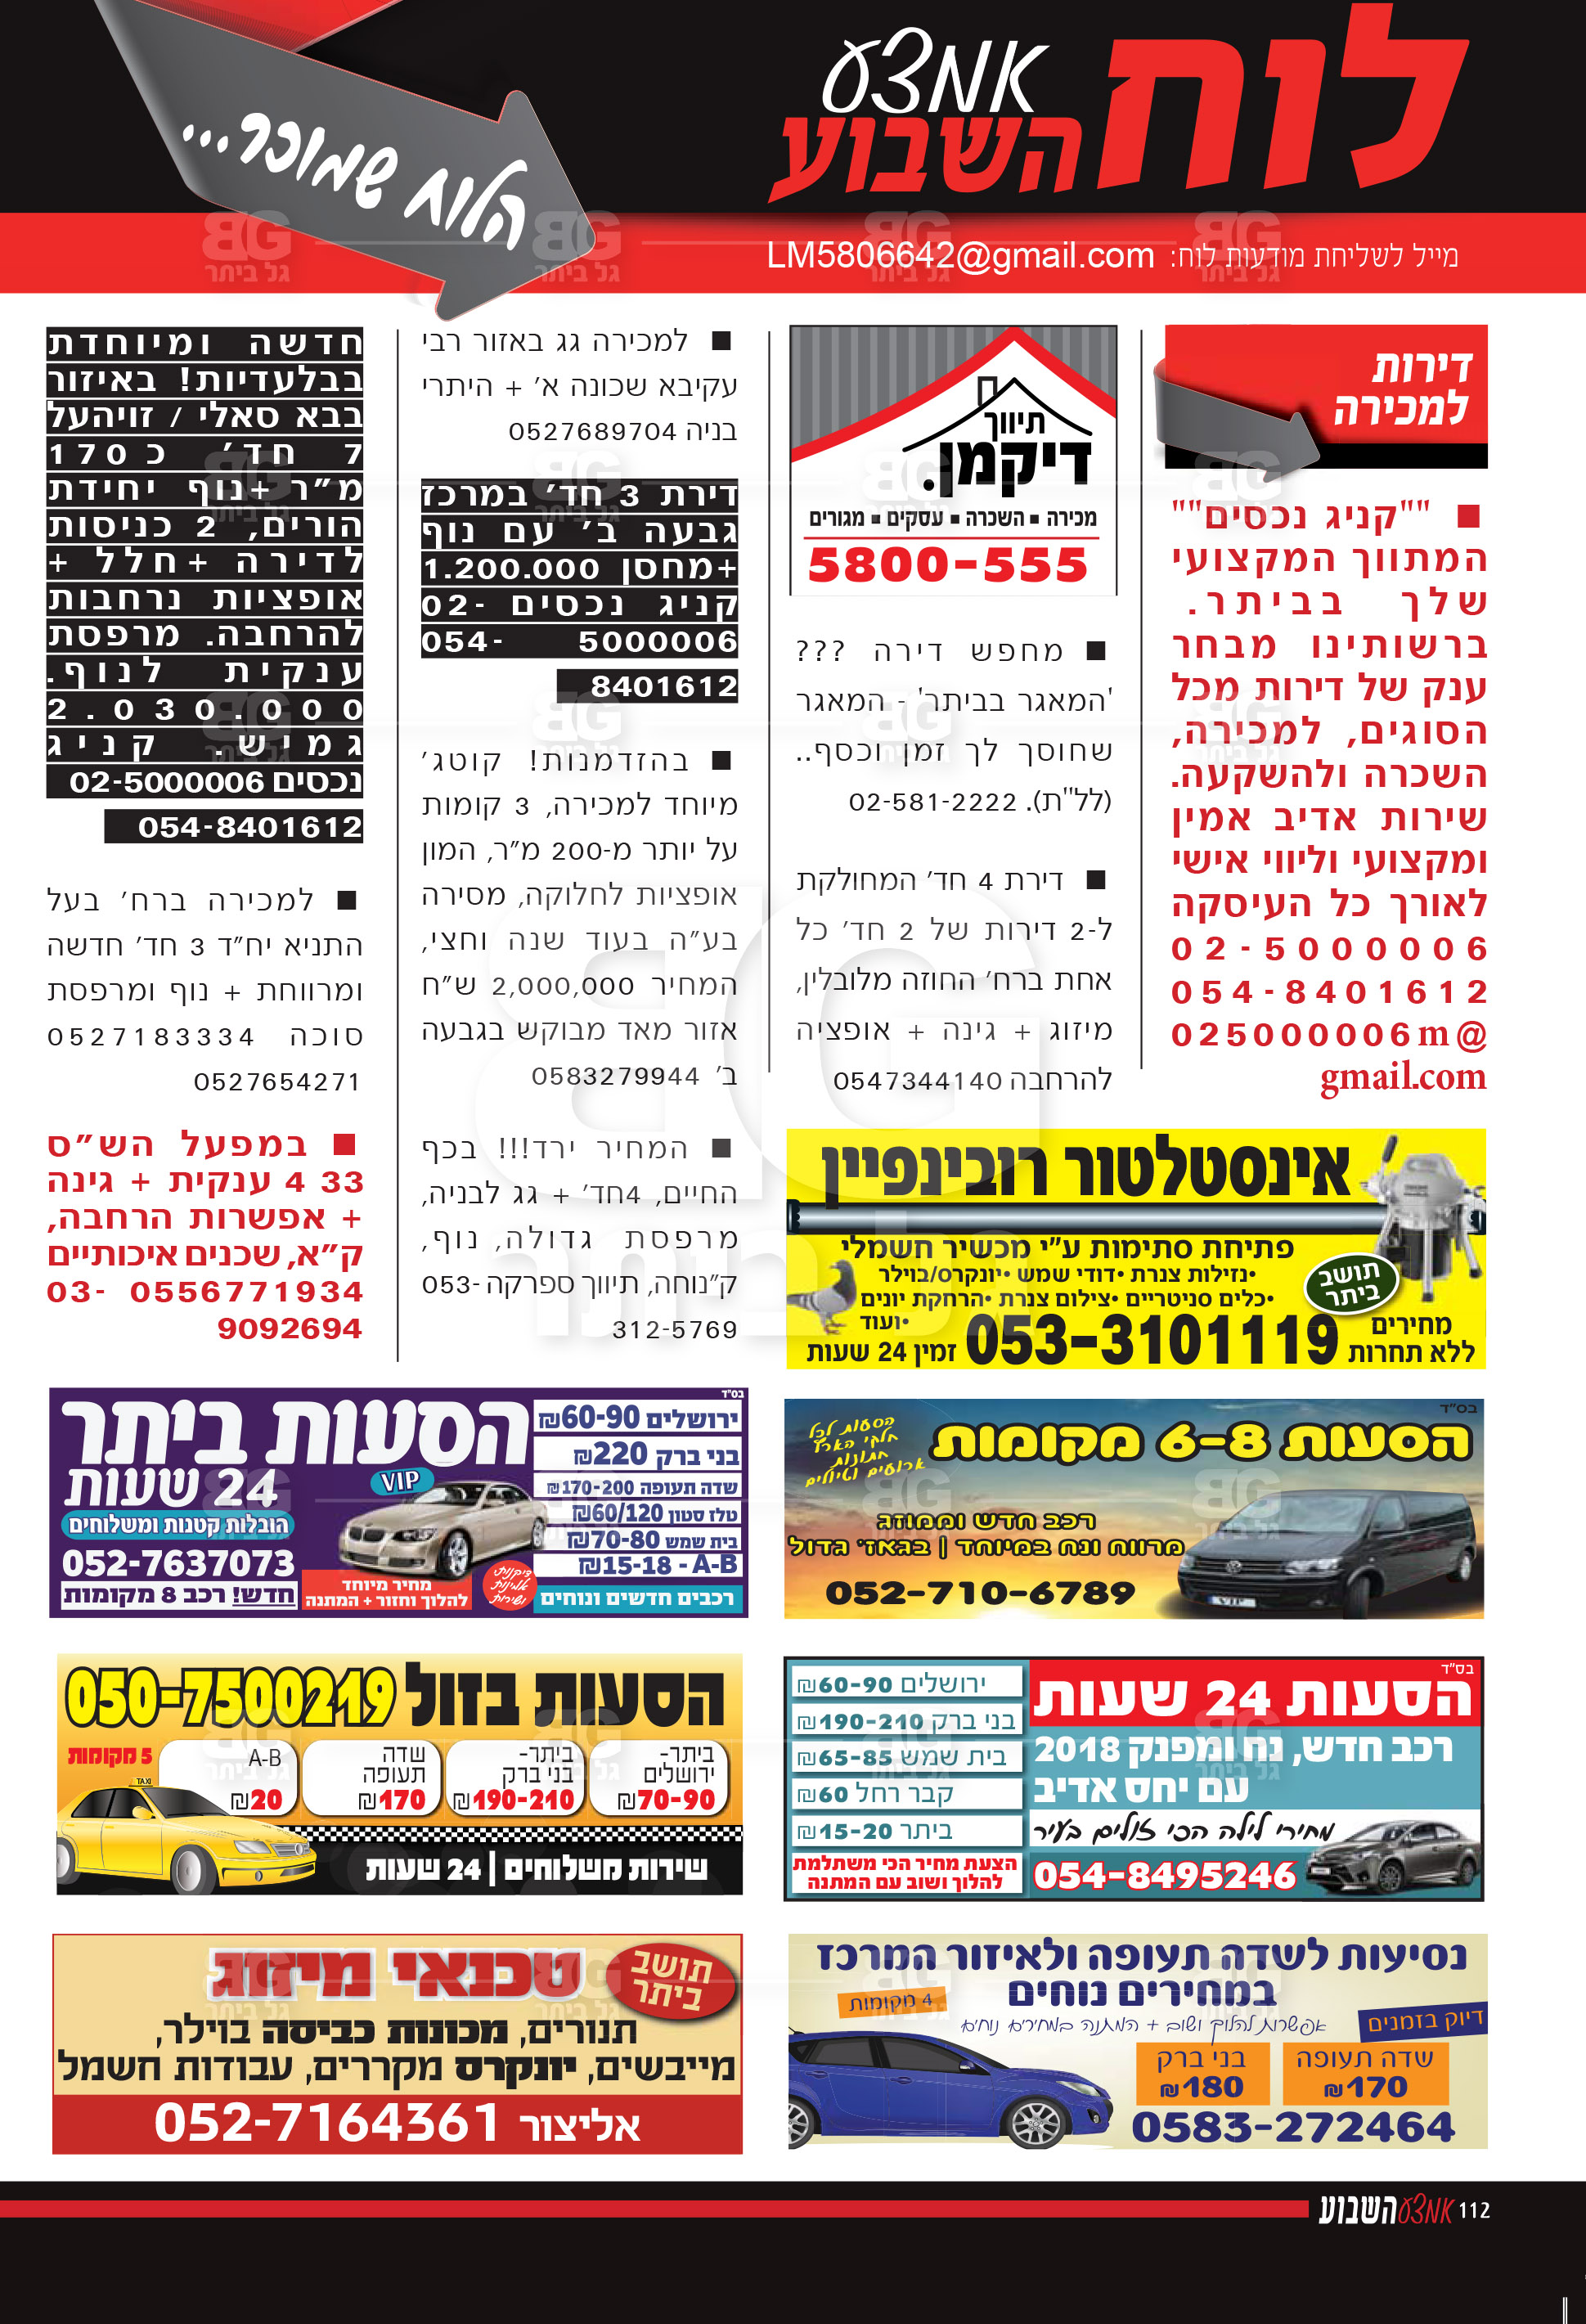 לוח
אמצע
השבוע
הלוח שמוכר...
מייל לשליחת מודעות לוח: LM5806642@gmail.com
דירות
למכירה
■ ""קניג נכסים""
המתווך המקצועי
שלך בביתר.
ברשותינו מבחר
ענק של דירות מכל
הסוגים, למכירה,
השכרה ולהשקעה.
שירות אדיב אמין
ומקצועי וליווי אישי
לאורך כל העיסקה
02-5000006
054-8401612
025000006m@
gmail.com
תיווך
דיקמן.
מכירה ▪ השכרה ▪ עסקים ▪ מגורים
5800-555
■ מחפש דירה ???
'המאגר בביתר' - המאגר
שחוסך לך זמן וכסף..
(לל"ת). 02-581-2222
■ דירת 4 חד' המחולקת
ל-2 דירות של 2 חד' כל
אחת ברח' החוזה מלובלין,
מיזוג + גינה + אופציה
להרחבה 0547344140
■ למכירה גג באזור רבי
עקיבא שכונה א' + היתרי
בניה 0527689704
דירת 3 חד' במרכז
גבעה ב' עם נוף
+מחסן 1.200.000
קניג נכסים 02-
5000006 054-
8401612
■ בהזדמנות! קוטג'
מיוחד למכירה, 3 קומות
על יותר מ-200 מ"ר, המון
אופציות לחלוקה, מסירה
בע"ה בעוד שנה וחצי,
המחיר 2,000,000 ש"ח
אזור מאד מבוקש בגבעה
ב' 0583279944
■ המחיר ירד!!! בכף
החיים, 4חד' + גג לבניה,
מרפסת גדולה, נוף,
ק"נוחה, תיווך ספרקה 053-
312-5769
חדשה ומיוחדת
בבלעדיות! באיזור
בבא סאלי / זויהעל
7 חד' כ 170
מ"ר +נוף יחידת
הורים, 2 כניסות
לדירה +חלל +
אופציות נרחבות
להרחבה. מרפסת
ענקית לנוף.
2.030.000
גמיש. קניג
נכסים 02-5000006
054-8401612
■ למכירה ברח' בעל
התניא יח"ד 3 חד' חדשה
ומרווחת + נוף ומרפסת
סוכה 0527183334
0527654271
■ במפעל הש"ס
33 4 ענקית + גינה
+ אפשרות הרחבה,
ק"א, שכנים איכותיים
0556771934 03-
9092694
אינסטלטור רובינפיין
פתיחת סתימות ע"י מכשיר חשמלי
•נזילות צנרת •דודי שמש •יונקרס/בוילר
•כלים סניטריים •צילום צנרת •הרחקת יונים
•ועוד
תושב
ביתר
מחירים
ללא תחרות
053-3101119
זמין 24 שעות
בס"ד
הסעות ביתר
24 שעות
VIP
הובלות קטנות ומשלוחים
052-7637073
חדש! רכב 8 מקומות
מחיר מיוחד
להלוך וחזור + המתנה
דיקנות
אמינות
ושירות
ירושלים 60-90₪
בני ברק 220₪
שדה תעופה 170-200₪
טלז סטון 60/120₪
בית שמש 70-80₪
A-B - 15-18₪
רכבים חדשים ונוחים
בס"ד
הסעות 6-8 מקומות
הסעות לכל
חלקי הארץ
חתונות
ארועים וטיולים
רכב חדש וממוזג
מרווח ונח במיוחד | בגאז' גדול
052-710-6789
VIP
הסעות בזול 050-7500219
ביתר-
ירושלים
70-90₪
ביתר-
בני ברק
190-210₪
שדה
תעופה
170₪
A-B
20₪
5 מקומות
TAXI
שירות משלוחים | 24 שעות
בס"ד
הסעות 24 שעות
רכב חדש, נח ומפנק 2018
עם יחס אדיב
מחירי לילה הכי זולים בעיר
054-8495246
ירושלים 60-90₪
בני ברק 190-210₪
בית שמש 65-85₪
קבר רחל 60₪
ביתר 15-20₪
הצעת מחיר הכי משתלמת
להלוך ושוב עם המתנה
תושב
ביתר
טכנאי מיזוג
תנורים, מכונות כביסה בוילר,
מייבשים, יונקרס מקררים, עבודות חשמל
אליצור 052-7164361
נסיעות לשדה תעופה ולאיזור המרכז
במחירים נוחים
4 מקומות
אפשרות להלוך ושוב + המתנה במחירים נוחים
דיוק בזמנים
שדה תעופה
170₪
בני ברק
180₪
0583-272464
112 אמצע השבוע
BG
גל ביתר